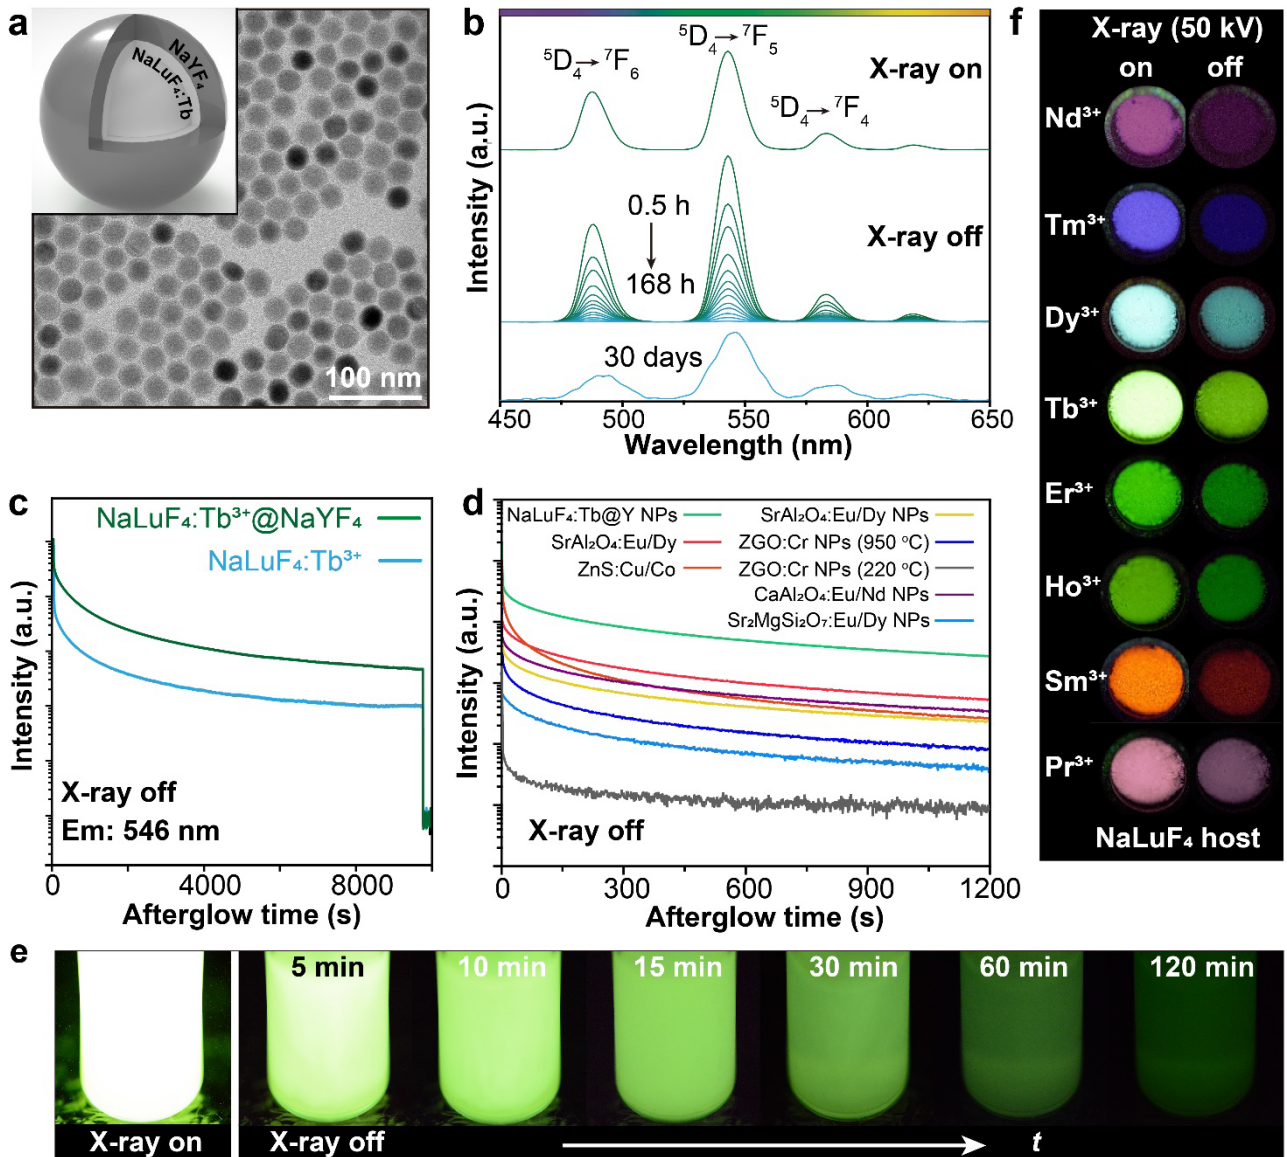 a
NaYF₄
NaLuF₄:Tb
100 nm
b
⁵D₄→⁷F₆
⁵D₄→⁷F₅
⁵D₄→⁷F₄
X-ray on
0.5 h
168 h
X-ray off
30 days
Intensity (a.u.)
450 500 550 600 650
Wavelength (nm)
c
NaLuF₄:Tb³⁺@NaYF₄
NaLuF₄:Tb³⁺
X-ray off
Em: 546 nm
Intensity (a.u.)
0 4000 8000
Afterglow time (s)
d
NaLuF₄:Tb@Y NPs
SrAl₂O₄:Eu/Dy
ZnS:Cu/Co
SrAl₂O₄:Eu/Dy NPs
ZGO:Cr NPs (950 °C)
ZGO:Cr NPs (220 °C)
CaAl₂O₄:Eu/Nd NPs
Sr₂MgSi₂O₇:Eu/Dy NPs
X-ray off
Intensity (a.u.)
0 300 600 900 1200
Afterglow time (s)
e
5 min 10 min 15 min 30 min 60 min 120 min
X-ray on X-ray off t
f
X-ray (50 kV)
on off
Nd³⁺
Tm³⁺
Dy³⁺
Tb³⁺
Er³⁺
Ho³⁺
Sm³⁺
Pr³⁺
NaLuF₄ host